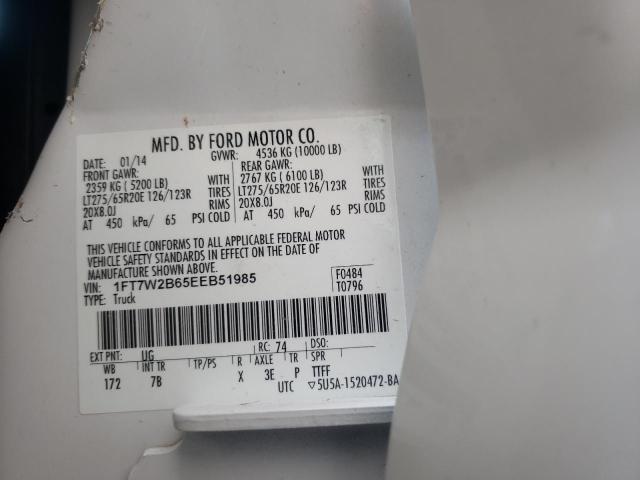 MFD. BY FORD MOTOR CO.
DATE: 01/14 GVWR: 4536 KG (10000 LB)
FRONT GAWR: REAR GAWR:
2359 KG ( 5200 LB) WITH 2767 KG ( 6100 LB) WITH
LT275/65R20E 126/123R TIRES LT275/65R20E 126/123R TIRES
20X8.0J RIMS 20X8.0J RIMS
AT 450 kPa/ 65 PSI COLD AT 450 kPa/ 65 PSI COLD
THIS VEHICLE CONFORMS TO ALL APPLICABLE FEDERAL MOTOR
VEHICLE SAFETY STANDARDS IN EFFECT ON THE DATE OF
MANUFACTURE SHOWN ABOVE.
VIN: 1FT7W2B65EEB51985 F0484
TYPE: Truck T0796
EXT PNT: UG RC: 74 DSO:
WB INT TR TP/PS R AXLE TR SPR
172 7B X 3E P TTFF
UTC ▽5U5A-1520472-BA